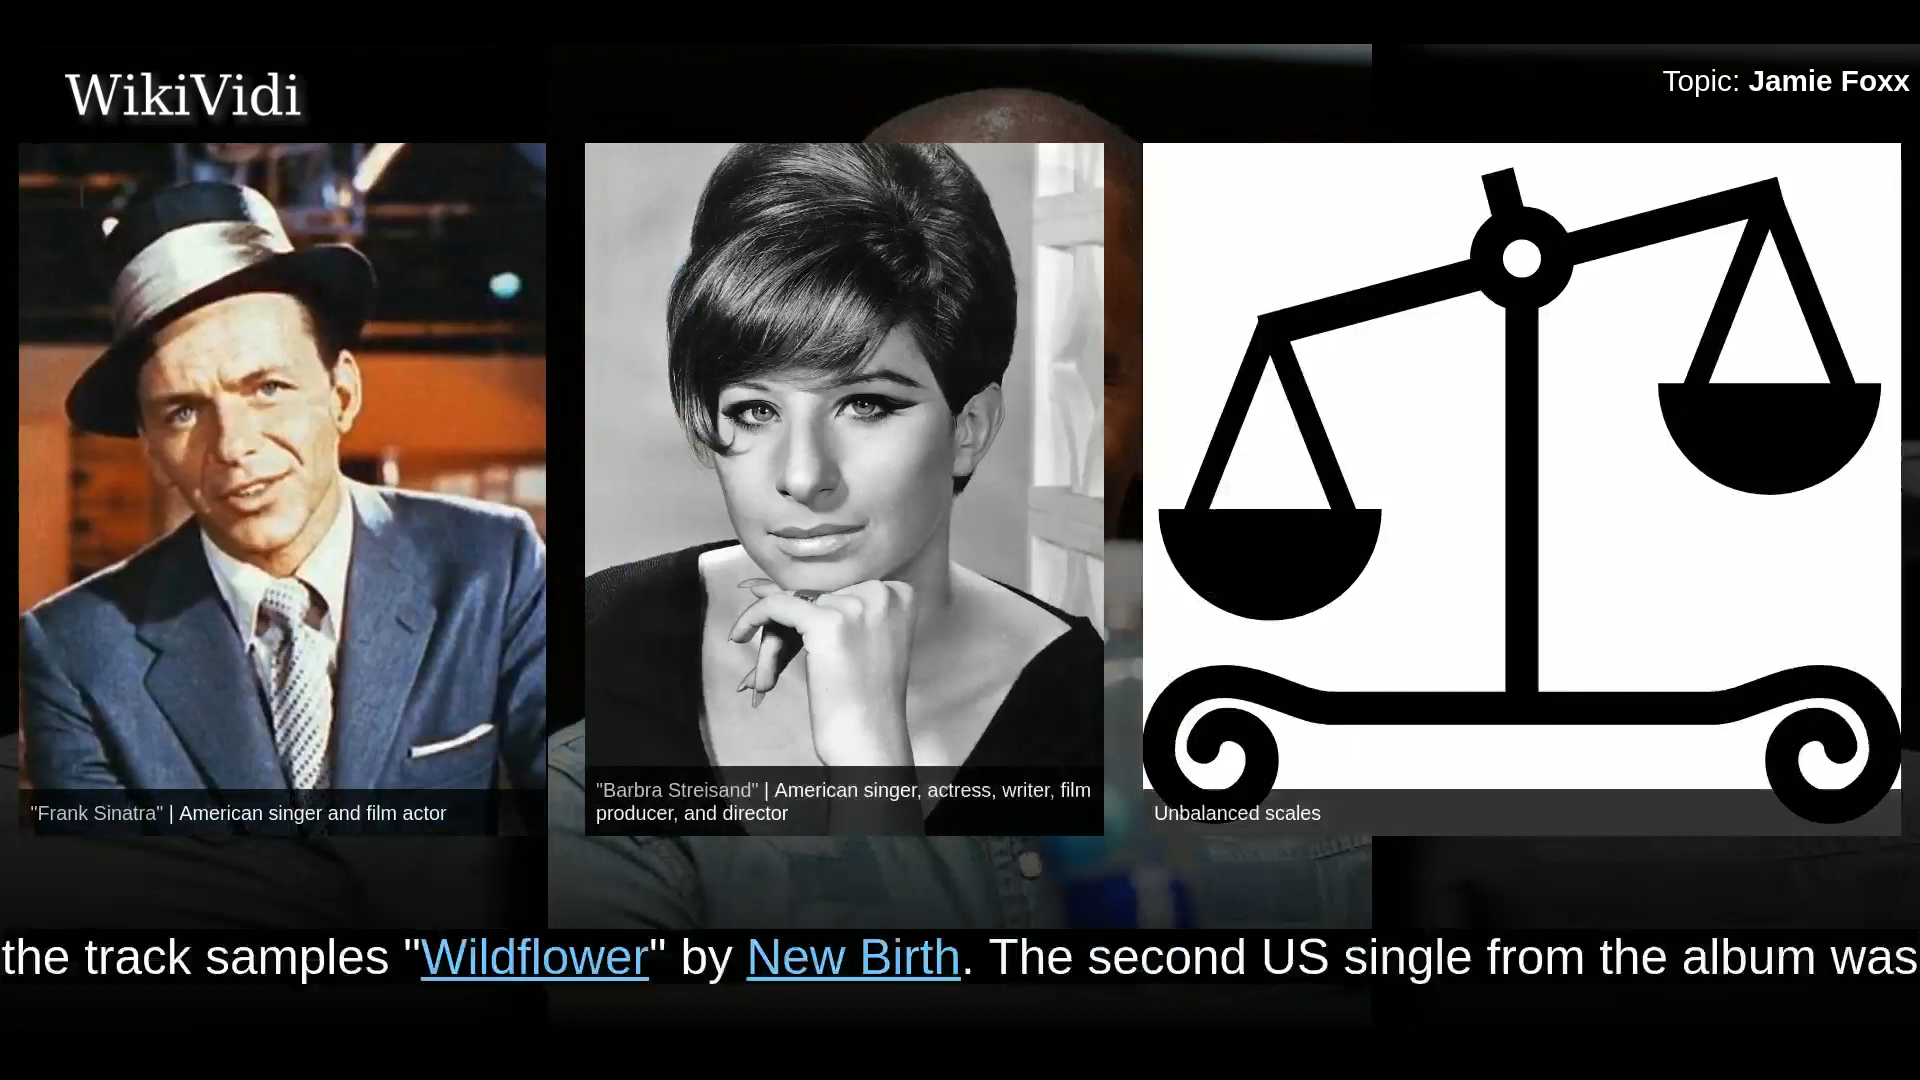 WikiVidi
Topic: Jamie Foxx
"Frank Sinatra" | American singer and film actor
"Barbra Streisand" | American singer, actress, writer, film
producer, and director
Unbalanced scales
the track samples "Wildflower" by New Birth. The second US single from the album was